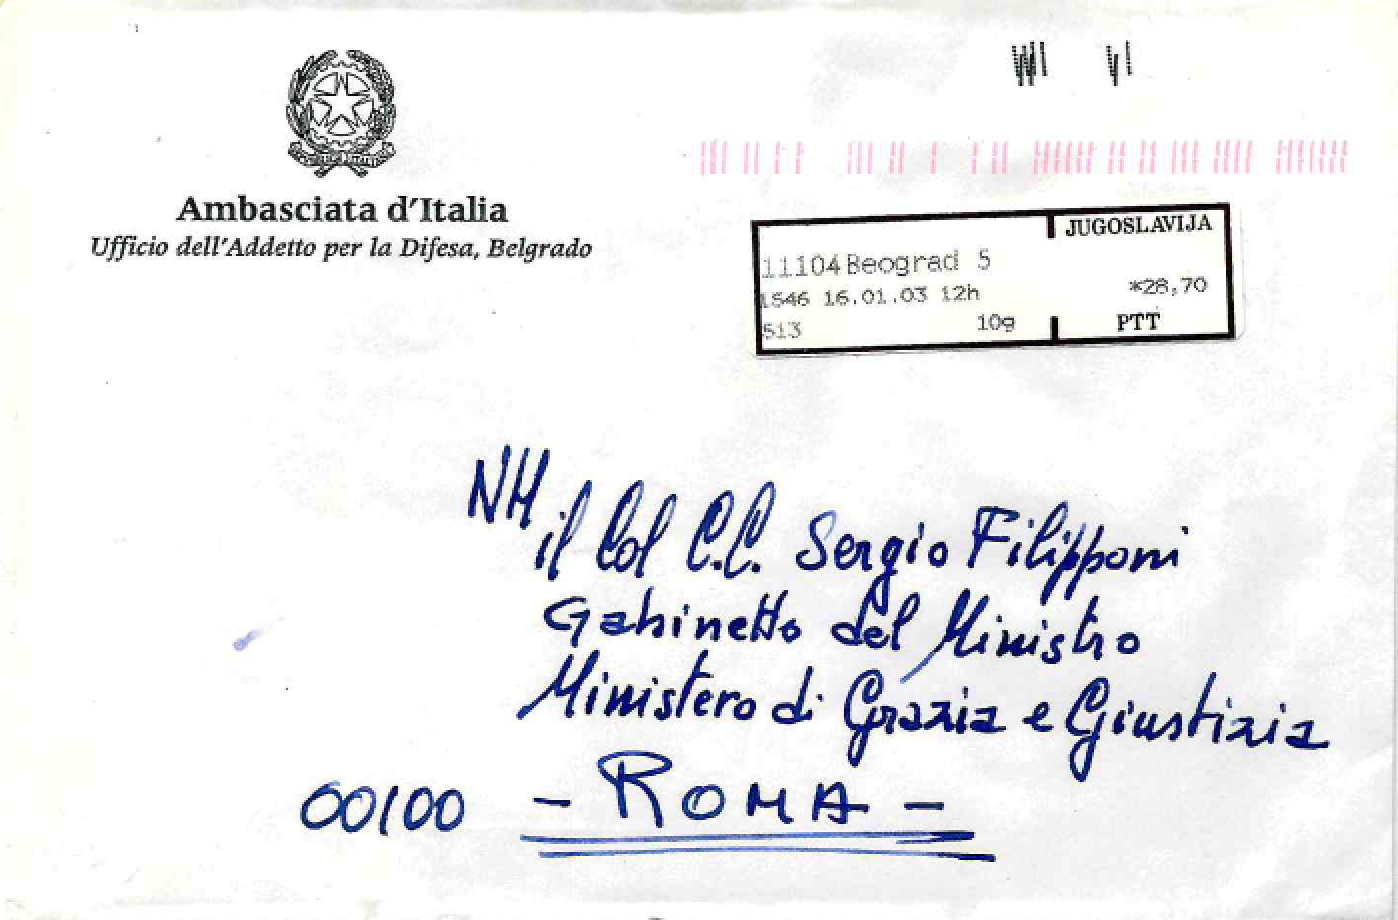 Ambasciata d'Italia
Ufficio dell'Addetto per la Difesa, Belgrado
JUGOSLAVIJA
11104 Beograd 5
1546 16.01.03 12h *28,70
513 10g PTT
NH
il Col C.C. Sergio Filipponi
Gabinetto del Ministro
Ministero di Grazia e Giustizia
00100 - ROMA -